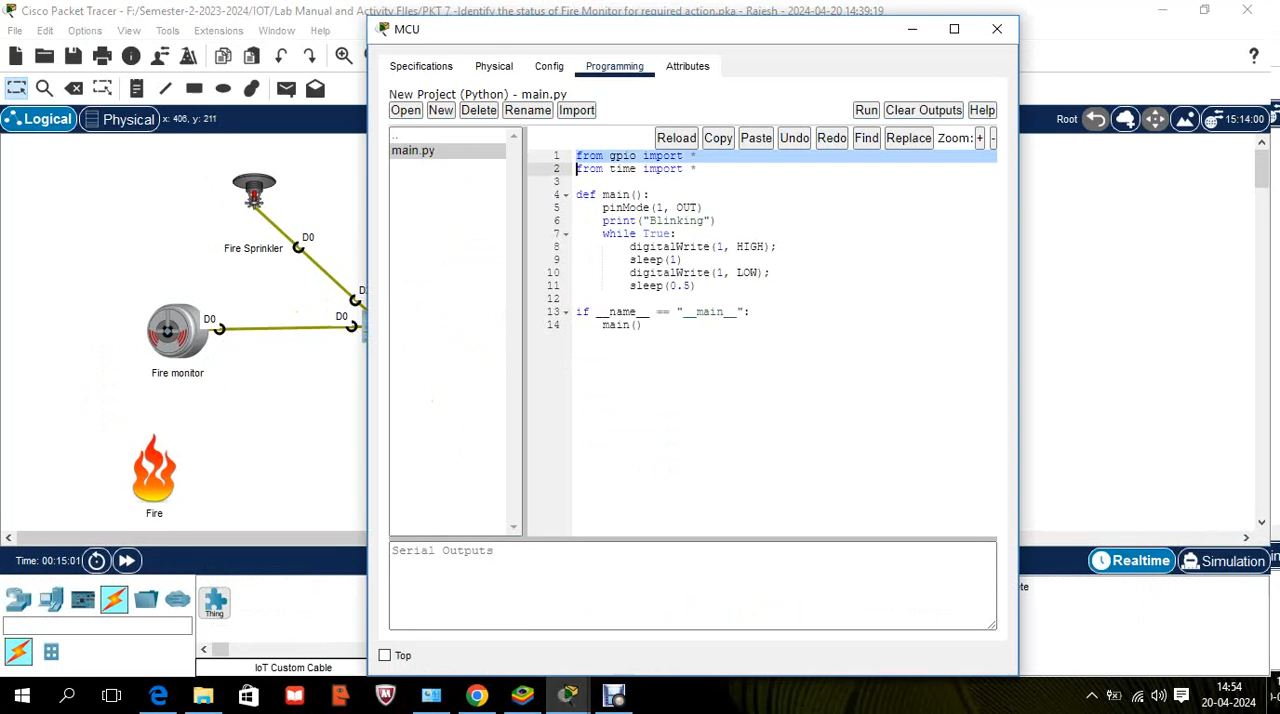 Cisco Packet Tracer - F:/Semester-2-2023-2024/IOT/Lab Manual and Activity Files/PKT 7 -Identify the status of Fire Monitor for required action.pka - Rajesh - 2024-04-20 14:39:19
File Edit Options View Tools Extensions Window Help
MCU
Specifications Physical Config Programming Attributes
New Project (Python) - main.py
Open New Delete Rename Import Run Clear Outputs Help
Logical Physical x: 406, y: 211
Root 15:14:00
..
main.py
Reload Copy Paste Undo Redo Find Replace Zoom: + -
1 from gpio import *
2 from time import *
3
4 def main():
5 pinMode(1, OUT)
6 print("Blinking")
7 while True:
8 digitalWrite(1, HIGH);
9 sleep(1)
10 digitalWrite(1, LOW);
11 sleep(0.5)
12
13 if __name__ == "__main__":
14 main()
D0
Fire Sprinkler
D0
D0
Fire monitor
Fire
Serial Outputs
Time: 00:15:01
Realtime Simulation
Thing
IoT Custom Cable
Top
14:54
20-04-2024